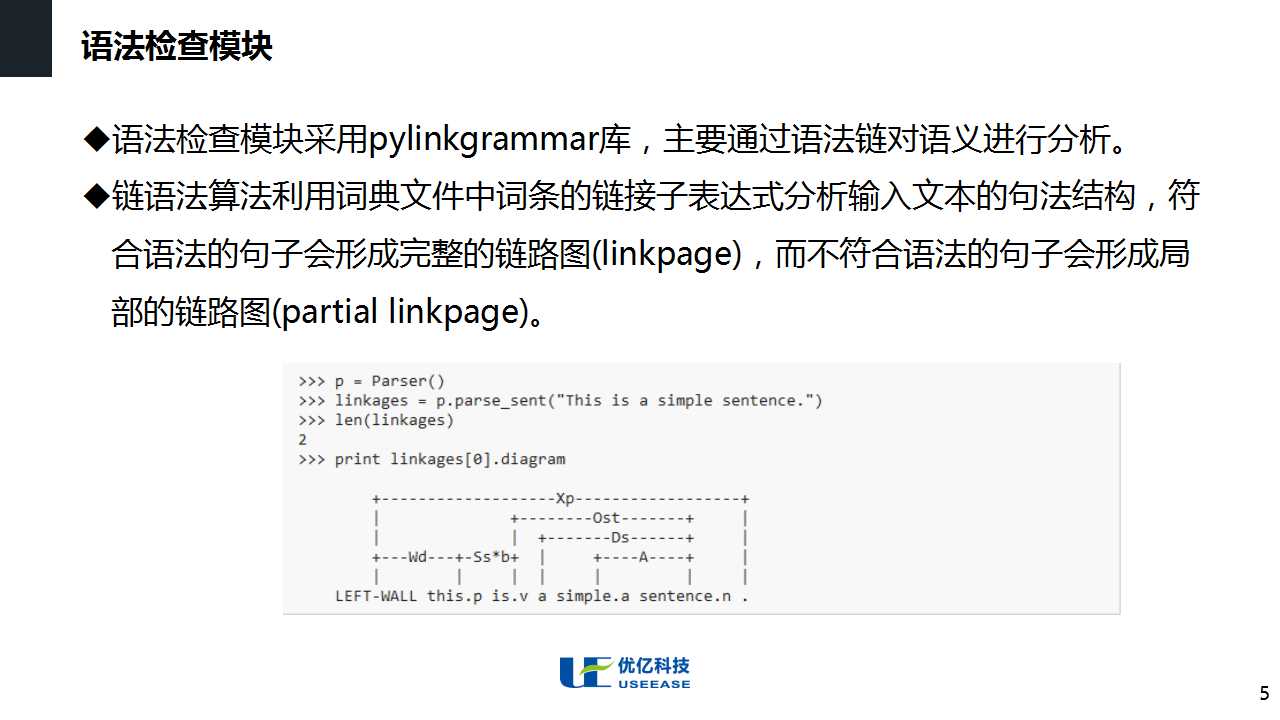 语法检查模块
◆语法检查模块采用pylinkgrammar库，主要通过语法链对语义进行分析。
◆链语法算法利用词典文件中词条的链接子表达式分析输入文本的句法结构，符
合语法的句子会形成完整的链路图(linkpage)，而不符合语法的句子会形成局
部的链路图(partial linkpage)。
>>> p = Parser()
>>> linkages = p.parse_sent("This is a simple sentence.")
>>> len(linkages)
2
>>> print linkages[0].diagram
        +-------------------Xp------------------+
        |              +--------Ost-------+     |
        |              |  +-------Ds------+     |
        +---Wd---+-Ss*b+  |     +----A----+     |
        |        |     |  |     |         |     |
    LEFT-WALL this.p is.v a simple.a sentence.n .
UE 优亿科技
USEEASE
5